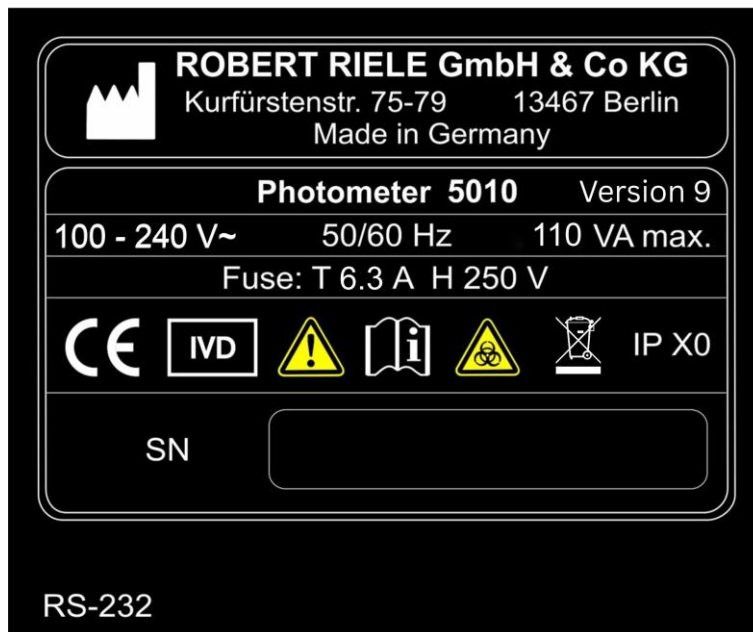 ROBERT RIELE GmbH & Co KG
Kurfürstenstr. 75-79 13467 Berlin
Made in Germany
Photometer 5010 Version 9
100 - 240 V~ 50/60 Hz 110 VA max.
Fuse: T 6.3 A H 250 V
CE IVD i IP X0
SN
RS-232